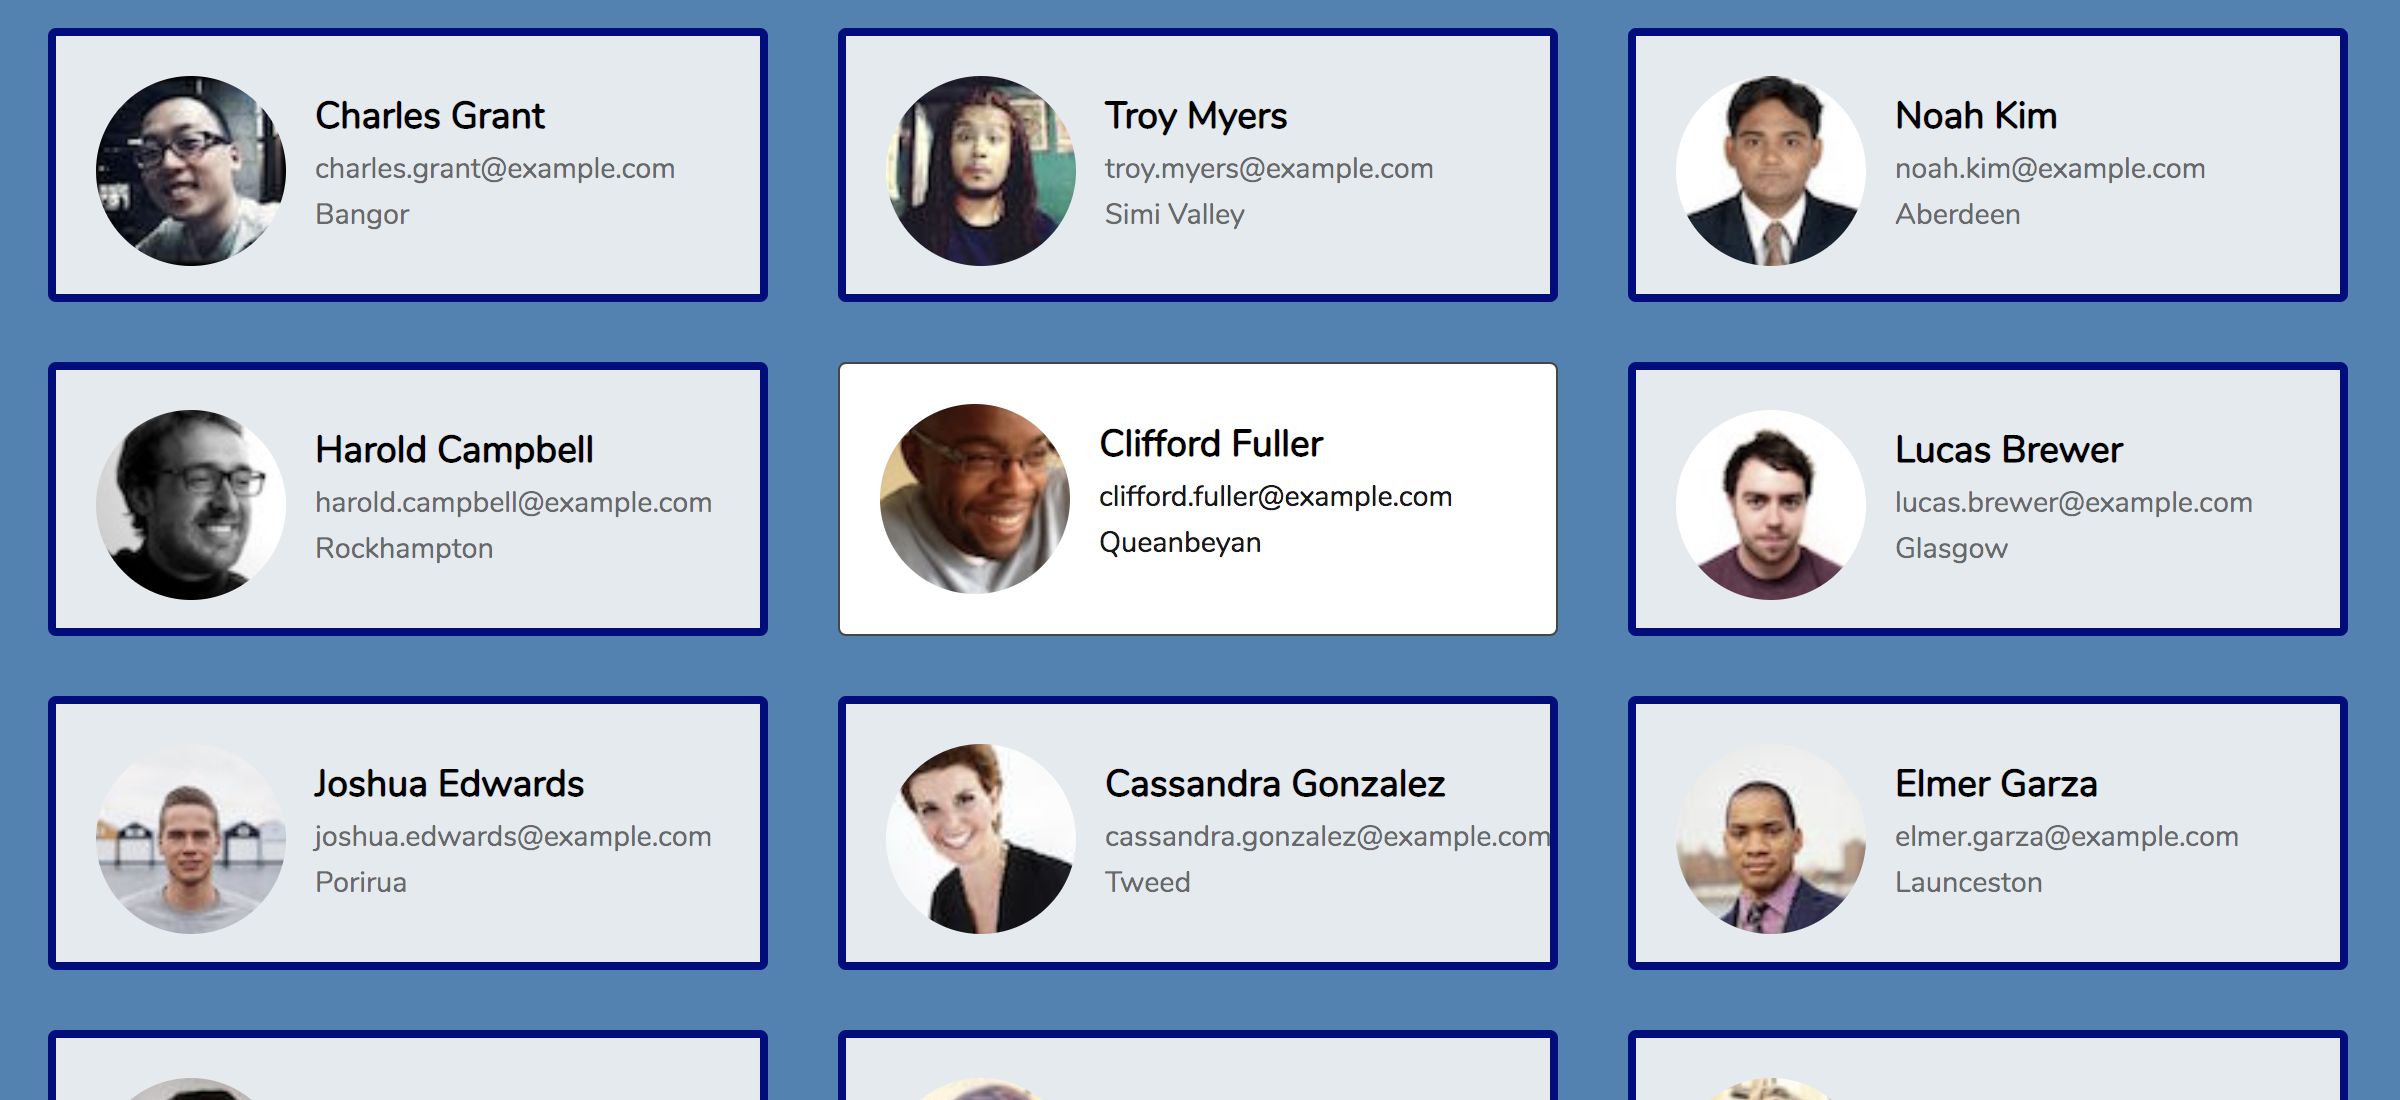 Charles Grant
charles.grant@example.com
Bangor
Troy Myers
troy.myers@example.com
Simi Valley
Noah Kim
noah.kim@example.com
Aberdeen
Harold Campbell
harold.campbell@example.com
Rockhampton
Clifford Fuller
clifford.fuller@example.com
Queanbeyan
Lucas Brewer
lucas.brewer@example.com
Glasgow
Joshua Edwards
joshua.edwards@example.com
Porirua
Cassandra Gonzalez
cassandra.gonzalez@example.com
Tweed
Elmer Garza
elmer.garza@example.com
Launceston